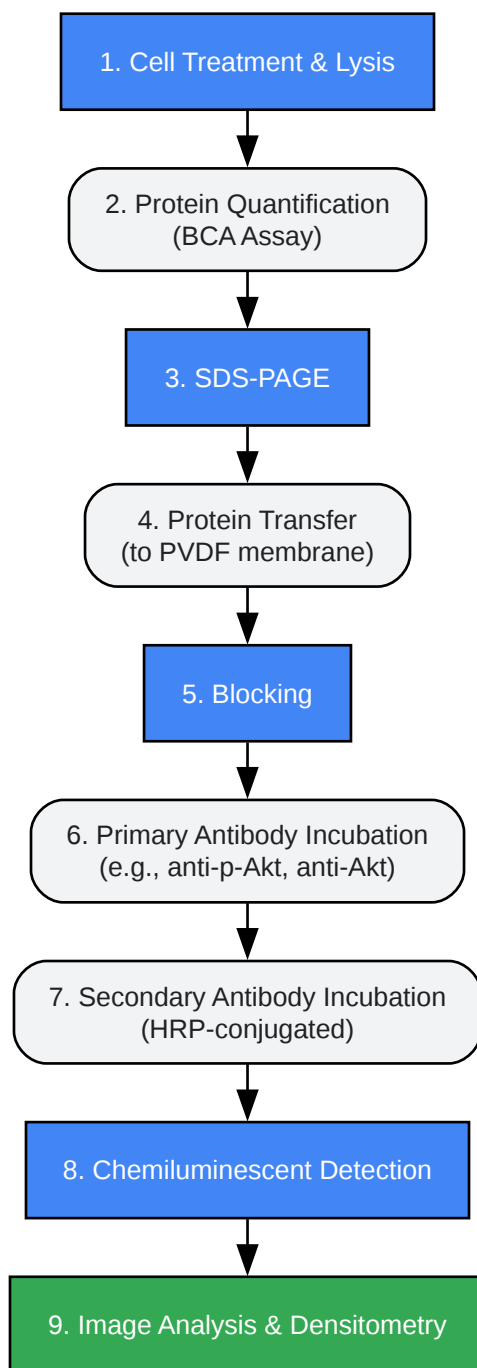 1. Cell Treatment & Lysis
2. Protein Quantification
(BCA Assay)
3. SDS-PAGE
4. Protein Transfer
(to PVDF membrane)
5. Blocking
6. Primary Antibody Incubation
(e.g., anti-p-Akt, anti-Akt)
7. Secondary Antibody Incubation
(HRP-conjugated)
8. Chemiluminescent Detection
9. Image Analysis & Densitometry